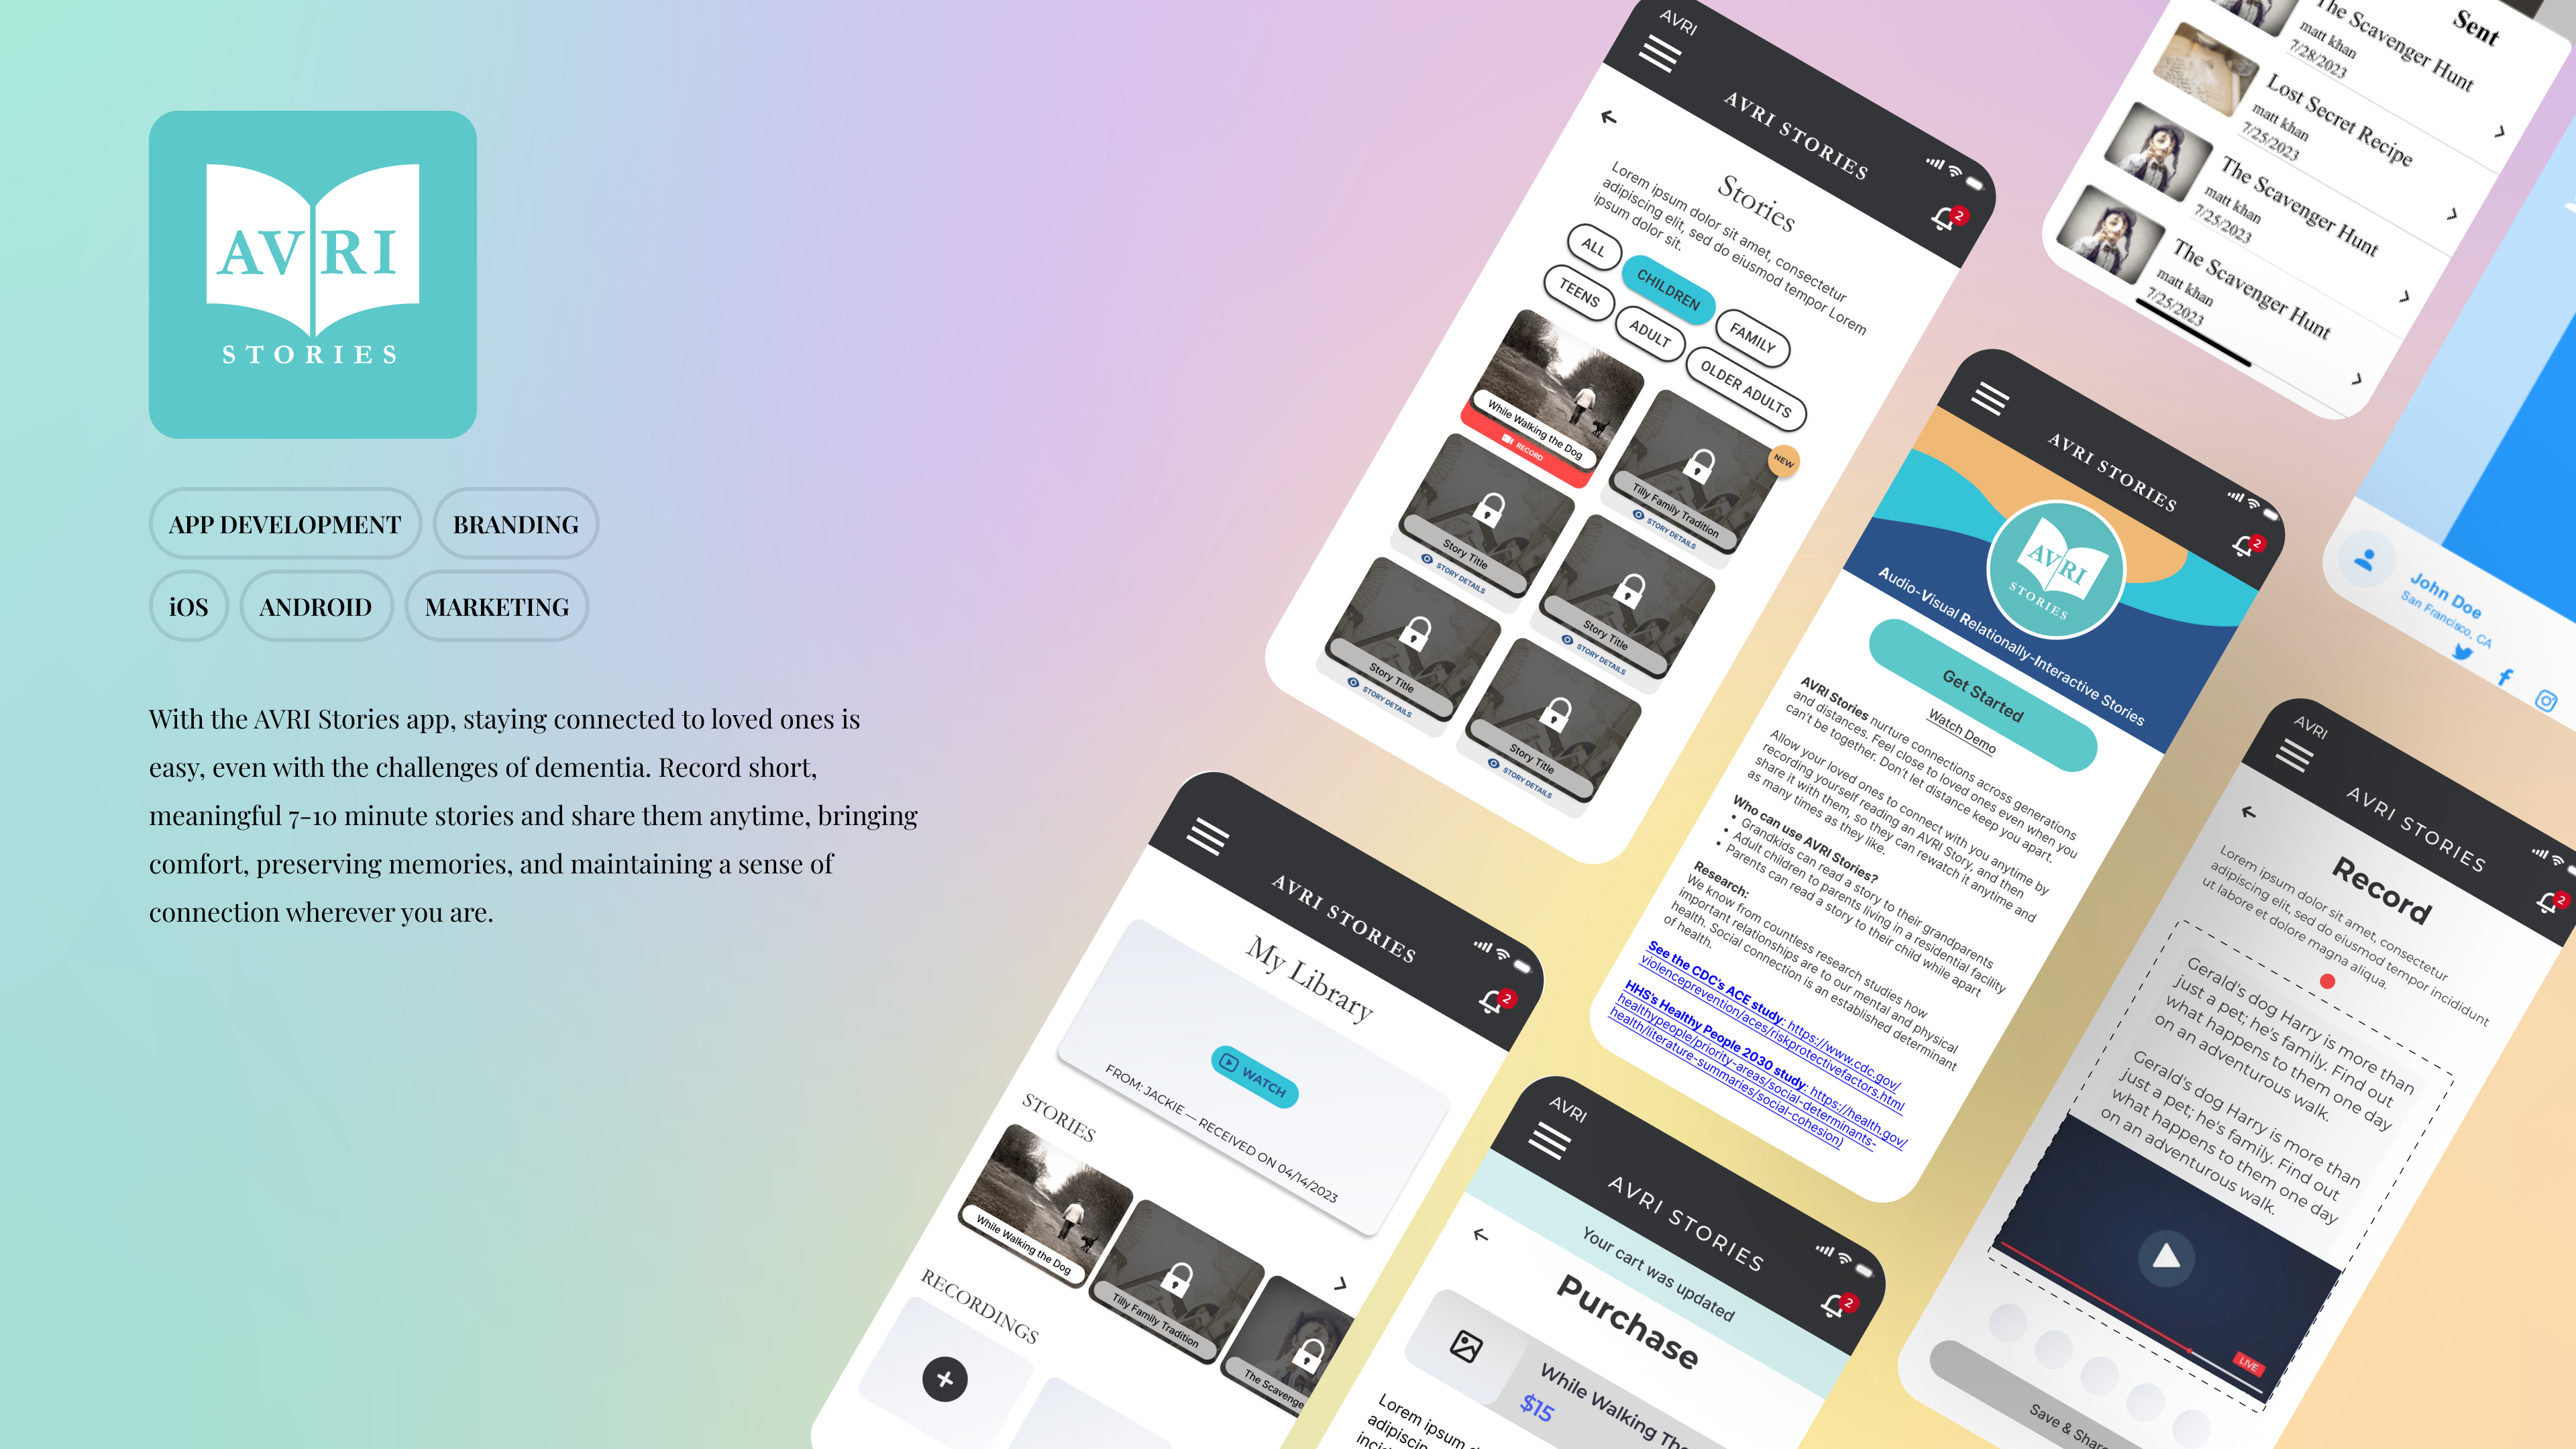 AVRI
STORIES
APP DEVELOPMENT
BRANDING
iOS
ANDROID
MARKETING
With the AVRI Stories app, staying connected to loved ones is
easy, even with the challenges of dementia. Record short,
meaningful 7-10 minute stories and share them anytime, bringing
comfort, preserving memories, and maintaining a sense of
connection wherever you are.
AVRI
AVRI STORIES
2
Stories
Lorem ipsum dolor sit amet, consectetur
adipiscing elit, sed do eiusmod tempor Lorem
ipsum dolor sit.
ALL
CHILDREN
TEENS
ADULT
FAMILY
OLDER ADULTS
While Walking the Dog
RECORD
NEW
Tilly Family Tradition
STORY DETAILS
Story Title
STORY DETAILS
Story Title
STORY DETAILS
Story Title
STORY DETAILS
Story Title
STORY DETAILS
Sent
The Scavenger Hunt
matt khan
7/28/2023
Lost Secret Recipe
matt khan
7/25/2023
The Scavenger Hunt
matt khan
7/25/2023
The Scavenger Hunt
matt khan
7/25/2023
John Doe
San Francisco, CA
AVRI STORIES
2
AVRI
STORIES
Audio-Visual Relationally-Interactive Stories
Get Started
Watch Demo
AVRI Stories nurture connections across generations
and distances. Feel close to loved ones even when you
can't be together. Don't let distance keep you apart.
Allow your loved ones to connect with you anytime by
recording yourself reading an AVRI Story, and then
share it with them, so they can rewatch it anytime and
as many times as they like.
Who can use AVRI Stories?
• Grandkids can read a story to their grandparents
• Adult children to parents living in a residential facility
• Parents can read a story to their child while apart
Research:
We know from countless research studies how
important relationships are to our mental and physical
health. Social connection is an established determinant
of health.
See the CDC's ACE study: https://www.cdc.gov/
violenceprevention/aces/riskprotectivefactors.html
HHS's Healthy People 2030 study: https://health.gov/
healthypeople/priority-areas/social-determinants-
health/literature-summaries/social-cohesion)
AVRI
AVRI STORIES
2
Record
Lorem ipsum dolor sit amet, consectetur
adipiscing elit, sed do eiusmod tempor incididunt
ut labore et dolore magna aliqua.
Gerald's dog Harry is more than
just a pet; he's family. Find out
what happens to them one day
on an adventurous walk.
Gerald's dog Harry is more than
just a pet; he's family. Find out
what happens to them one day
on an adventurous walk.
LIVE
Save & Share
AVRI STORIES
2
My Library
WATCH
FROM: JACKIE — RECEIVED ON 04/14/2023
STORIES
While Walking the Dog
Tilly Family Tradition
The Scavenge
RECORDINGS
AVRI
AVRI STORIES
2
Your cart was updated
Purchase
While Walking The
$15
Lorem ipsum
adipiscin